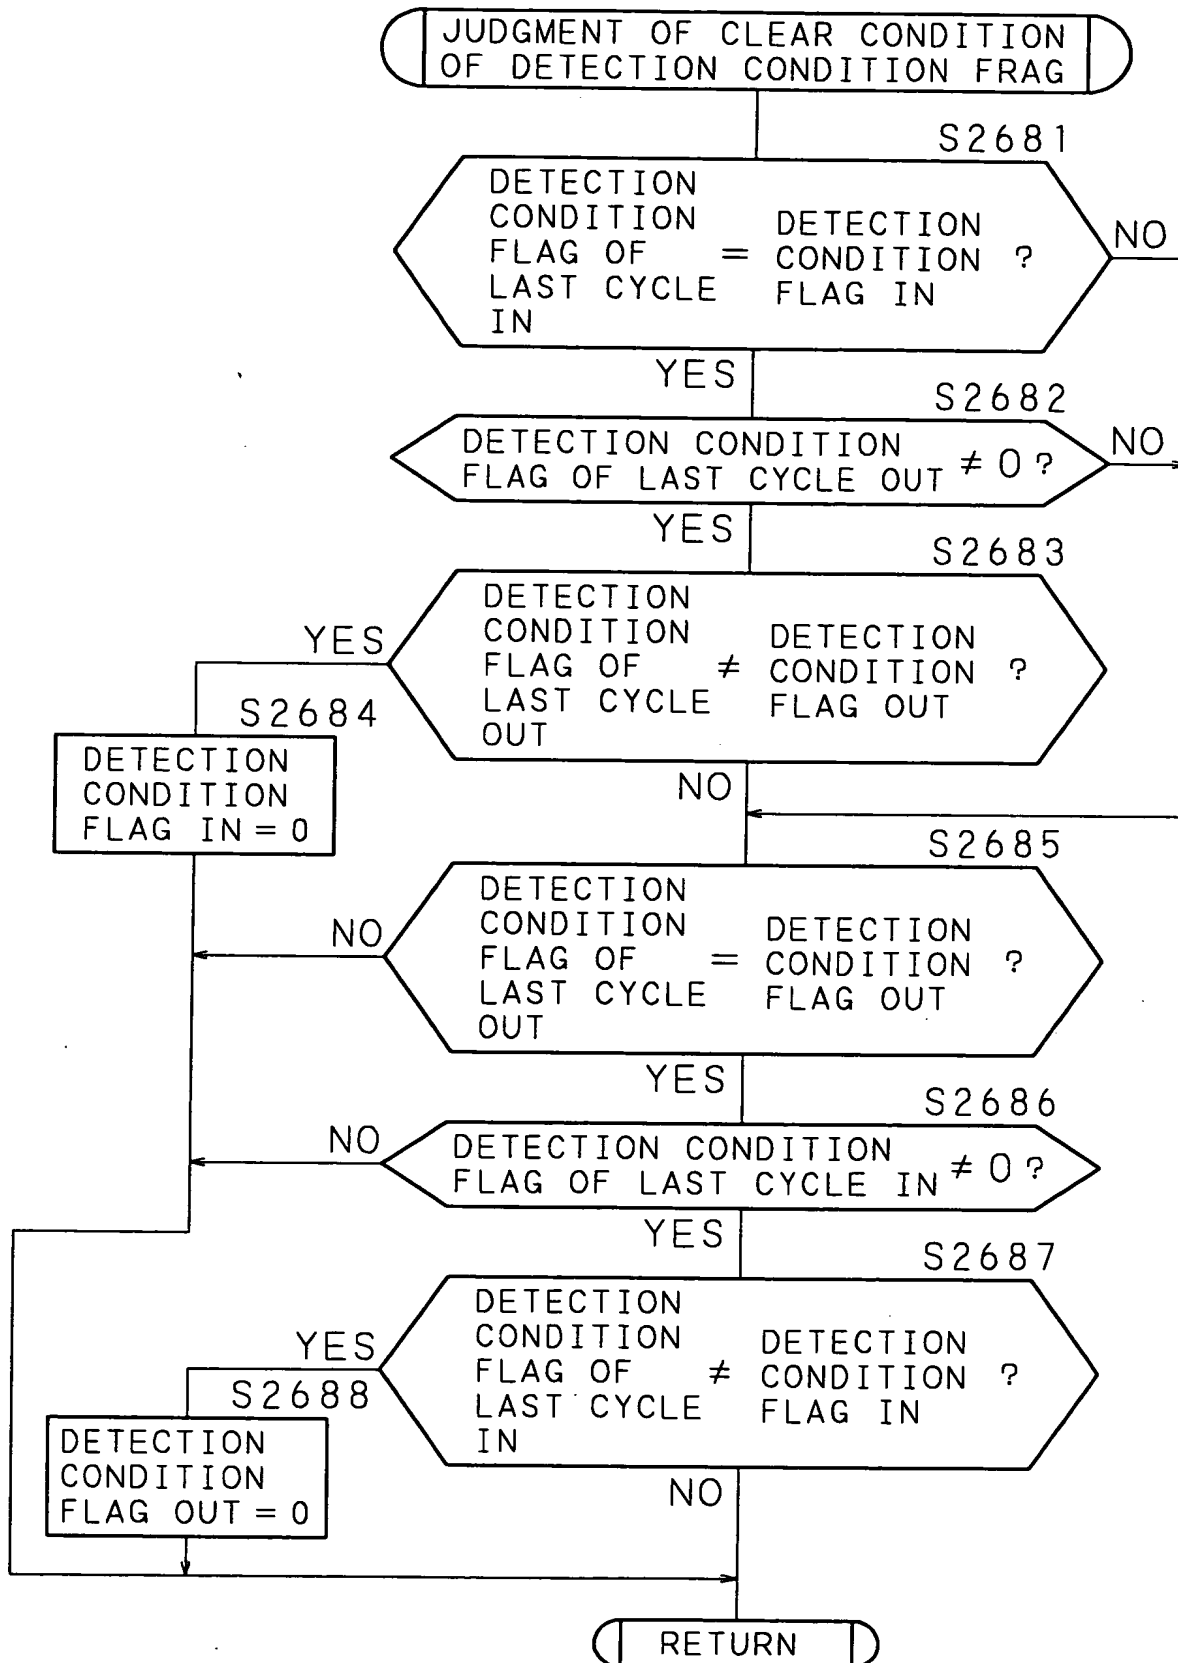 JUDGMENT OF CLEAR CONDITION
OF DETECTION CONDITION FRAG
S2681
DETECTION
CONDITION
FLAG OF
LAST CYCLE
IN
=
DETECTION
CONDITION
FLAG IN
?
NO
YES
S2682
DETECTION CONDITION
FLAG OF LAST CYCLE OUT ≠ 0 ?
NO
YES
S2683
DETECTION
CONDITION
FLAG OF
LAST CYCLE
OUT
≠
DETECTION
CONDITION
FLAG OUT
?
YES
S2684
DETECTION
CONDITION
FLAG IN = 0
NO
S2685
DETECTION
CONDITION
FLAG OF
LAST CYCLE
OUT
=
DETECTION
CONDITION
FLAG OUT
?
NO
YES
S2686
DETECTION CONDITION
FLAG OF LAST CYCLE IN ≠ 0 ?
NO
YES
S2687
DETECTION
CONDITION
FLAG OF
LAST CYCLE
IN
≠
DETECTION
CONDITION
FLAG IN
?
YES
S2688
DETECTION
CONDITION
FLAG OUT = 0
NO
RETURN